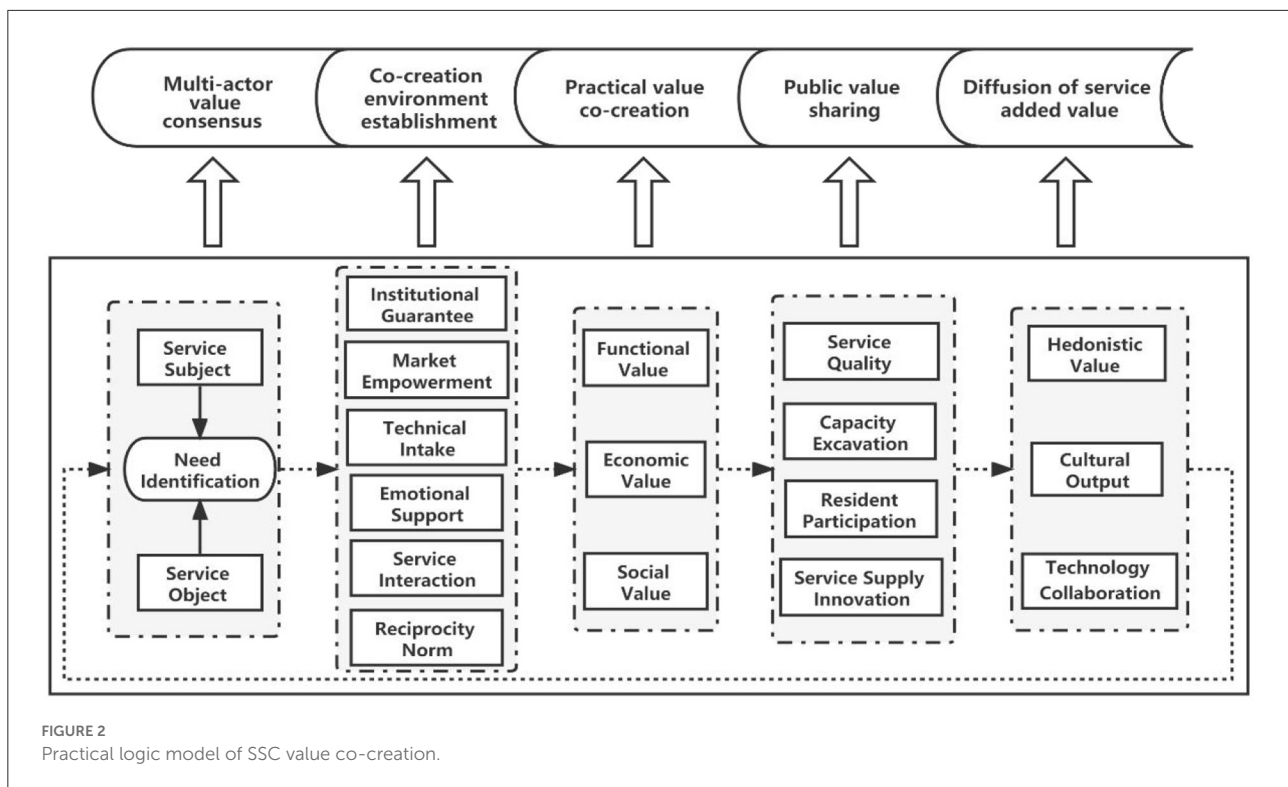 Multi-actor
value
consensus
Co-creation
environment
establishment
Practical value
co-creation
Public value
sharing
Diffusion of service
added value
Service
Subject
Need
Identification
Service
Object
Institutional
Guarantee
Market
Empowerment
Technical
Intake
Emotional
Support
Service
Interaction
Reciprocity
Norm
Functional
Value
Economic
Value
Social
Value
Service
Quality
Capacity
Excavation
Resident
Participation
Service Supply
Innovation
Hedonistic
Value
Cultural
Output
Technology
Collaboration
FIGURE 2
Practical logic model of SSC value co-creation.